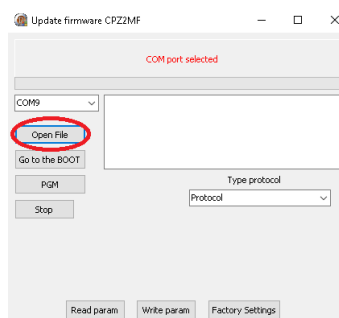 Update firmware CPZ2MF
COM port selected
COM9
Open File
Go to the BOOT
PGM
Type protocol
Protocol
Stop
Read param
Write param
Factory Settings